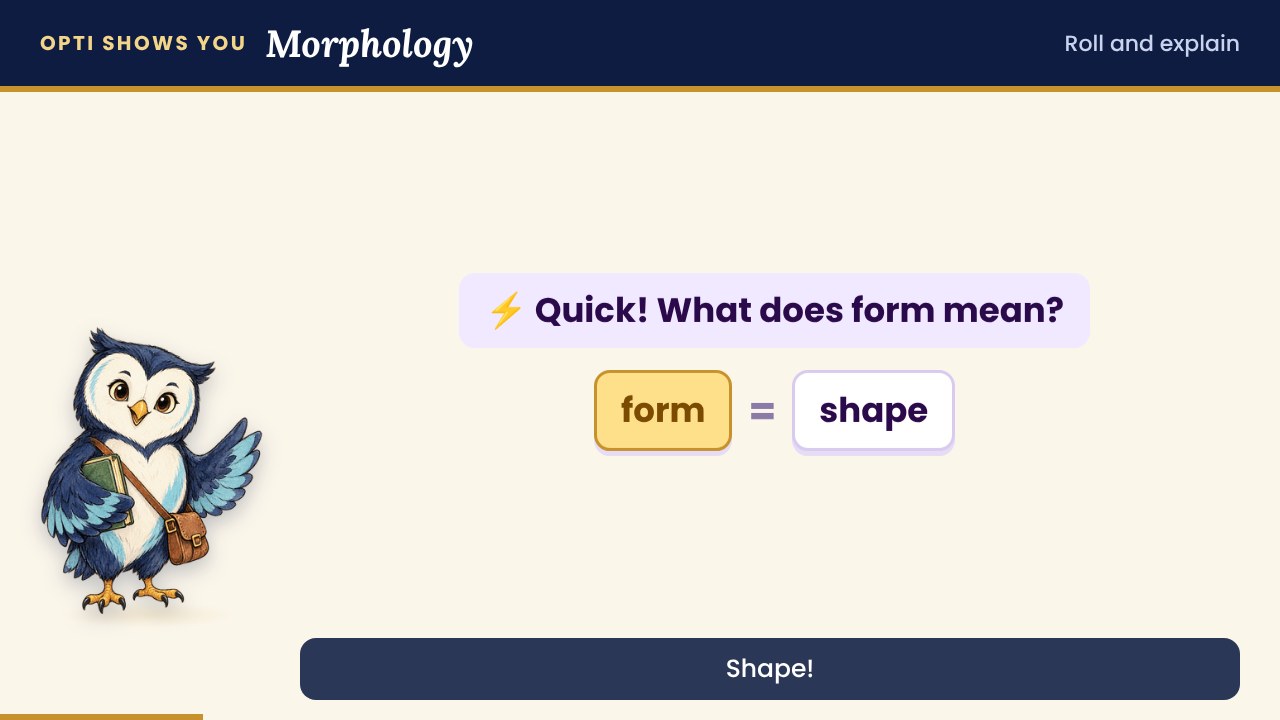 OPTI SHOWS YOU Morphology
Roll and explain
⚡ Quick! What does form mean?
form = shape
Shape!